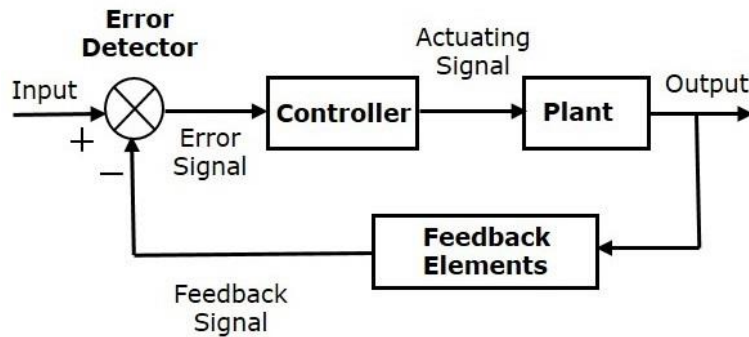 Error
Detector
Input
+
−
Error
Signal
Controller
Actuating
Signal
Plant
Output
Feedback
Elements
Feedback
Signal